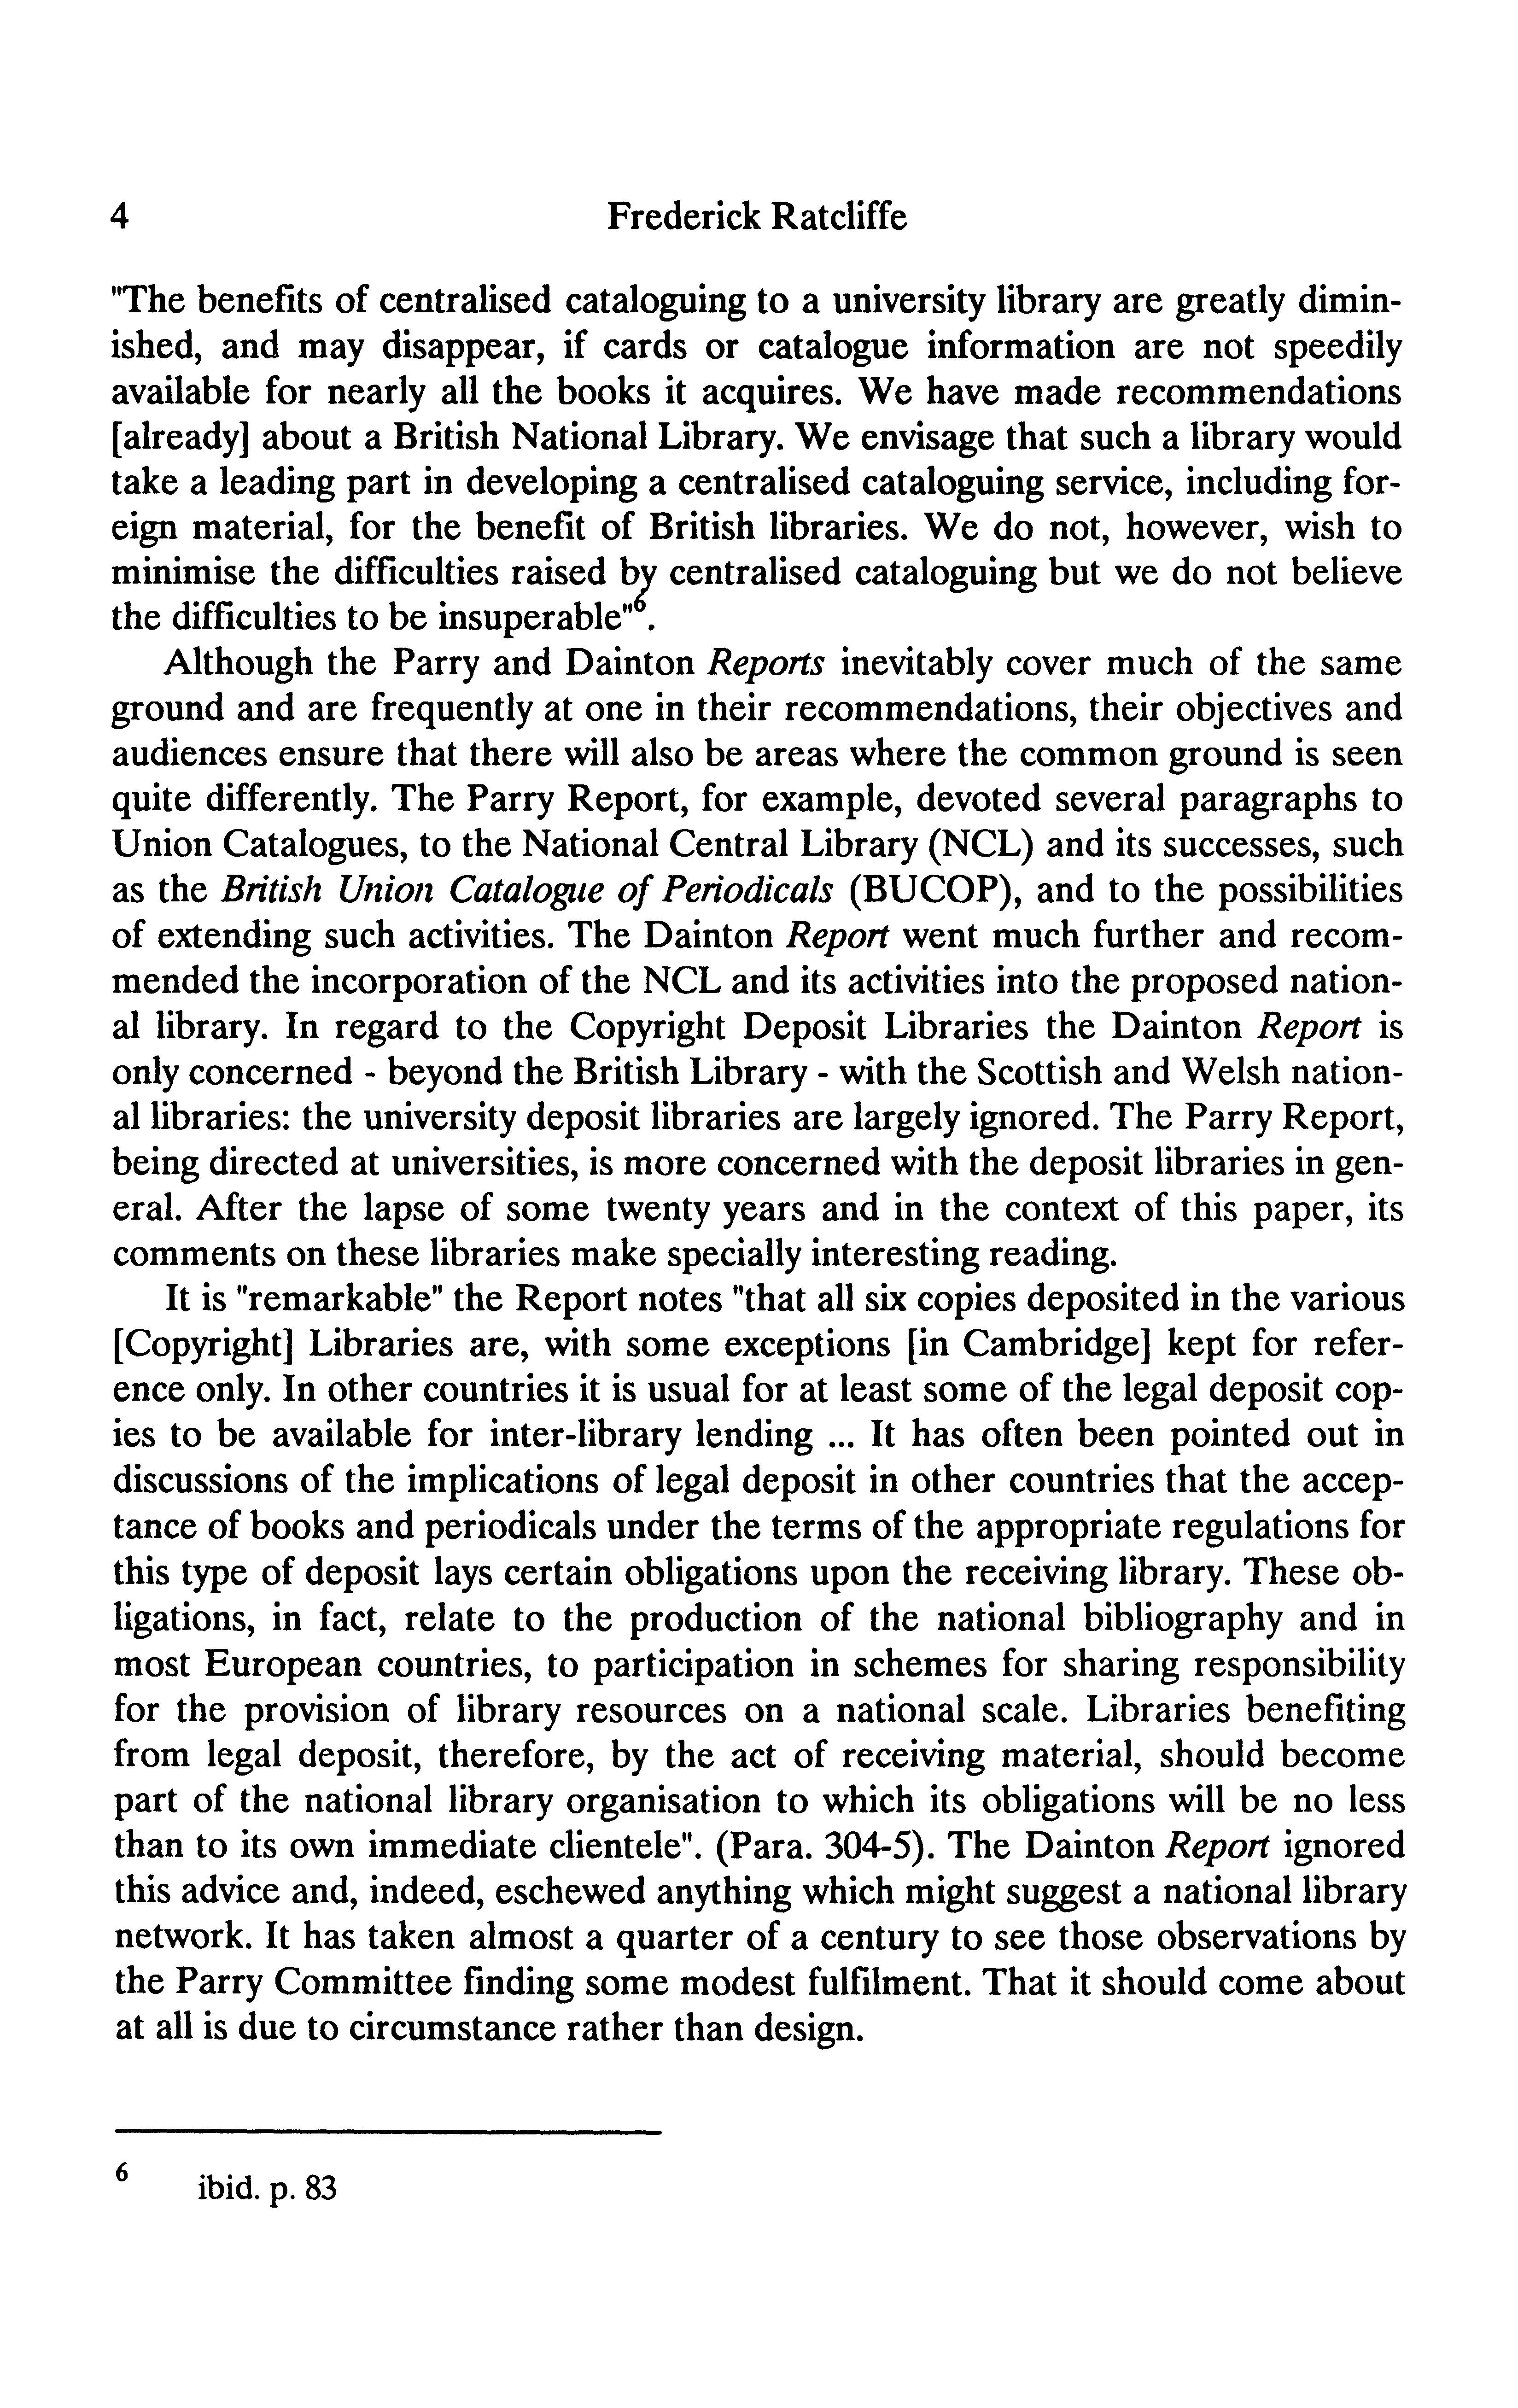 4 Frederick Ratcliffe
"The benefits of centralised cataloguing to a university library are greatly dimin-
ished, and may disappear, if cards or catalogue information are not speedily
available for nearly all the books it acquires. We have made recommendations
[already] about a British National Library. We envisage that such a library would
take a leading part in developing a centralised cataloguing service, including for-
eign material, for the benefit of British libraries. We do not, however, wish to
minimise the difficulties raised by centralised cataloguing but we do not believe
the difficulties to be insuperable"6.
Although the Parry and Dainton Reports inevitably cover much of the same
ground and are frequently at one in their recommendations, their objectives and
audiences ensure that there will also be areas where the common ground is seen
quite differently. The Parry Report, for example, devoted several paragraphs to
Union Catalogues, to the National Central Library (NCL) and its successes, such
as the British Union Catalogue of Periodicals (BUCOP), and to the possibilities
of extending such activities. The Dainton Report went much further and recom-
mended the incorporation of the NCL and its activities into the proposed nation-
al library. In regard to the Copyright Deposit Libraries the Dainton Report is
only concerned - beyond the British Library - with the Scottish and Welsh nation-
al libraries: the university deposit libraries are largely ignored. The Parry Report,
being directed at universities, is more concerned with the deposit libraries in gen-
eral. After the lapse of some twenty years and in the context of this paper, its
comments on these libraries make specially interesting reading.
It is "remarkable" the Report notes "that all six copies deposited in the various
[Copyright] Libraries are, with some exceptions [in Cambridge] kept for refer-
ence only. In other countries it is usual for at least some of the legal deposit cop-
ies to be available for inter-library lending ... It has often been pointed out in
discussions of the implications of legal deposit in other countries that the accep-
tance of books and periodicals under the terms of the appropriate regulations for
this type of deposit lays certain obligations upon the receiving library. These ob-
ligations, in fact, relate to the production of the national bibliography and in
most European countries, to participation in schemes for sharing responsibility
for the provision of library resources on a national scale. Libraries benefiting
from legal deposit, therefore, by the act of receiving material, should become
part of the national library organisation to which its obligations will be no less
than to its own immediate clientele". (Para. 304-5). The Dainton Report ignored
this advice and, indeed, eschewed anything which might suggest a national library
network. It has taken almost a quarter of a century to see those observations by
the Parry Committee finding some modest fulfilment. That it should come about
at all is due to circumstance rather than design.
6 ibid. p. 83